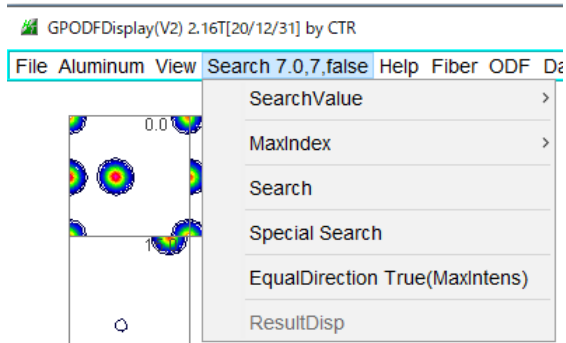 GPODFDisplay(V2) 2.16T[20/12/31] by CTR
File Aluminum View Search 7.0,7,false Help Fiber ODF
SearchValue >
0.0
MaxIndex >
Search
Special Search
EqualDirection True(MaxIntens)
ResultDisp